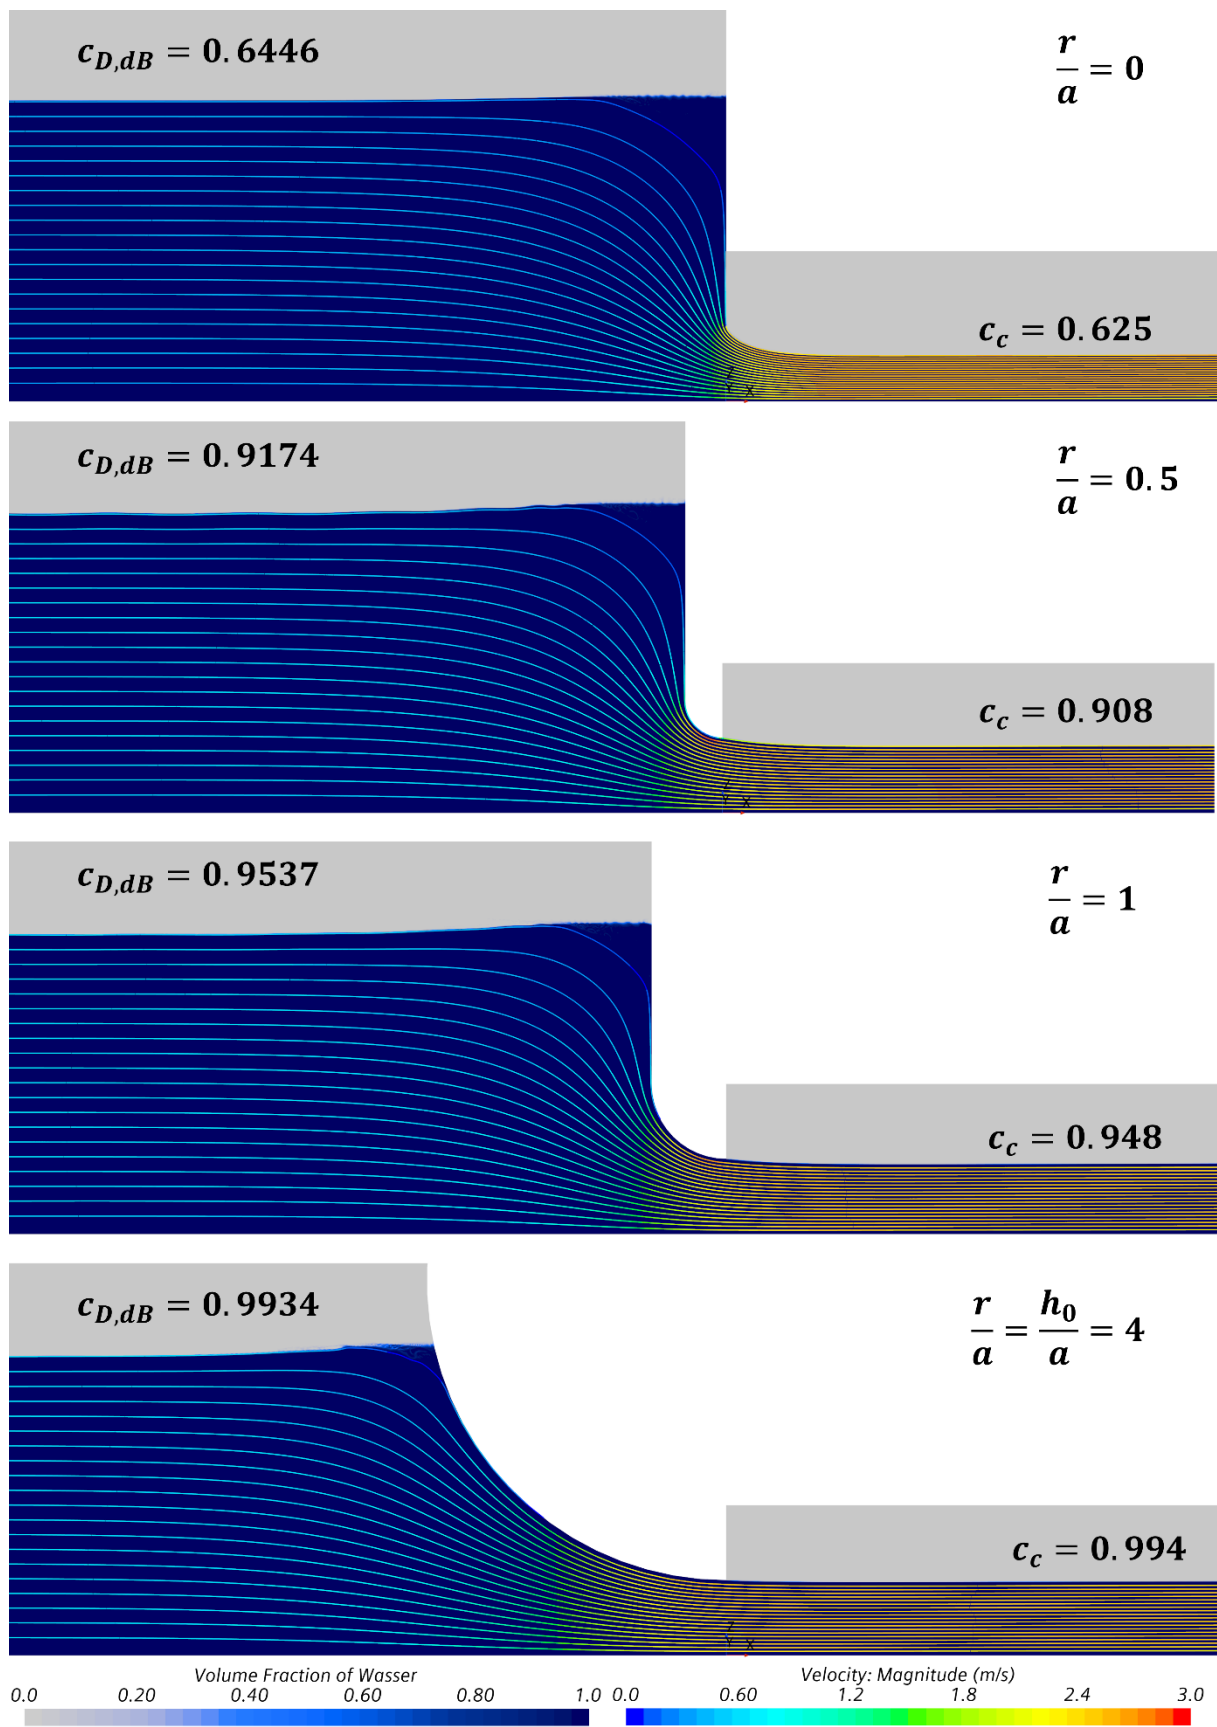 c_{D,dB} = 0.6446
r/a = 0
c_c = 0.625
X
c_{D,dB} = 0.9174
r/a = 0.5
c_c = 0.908
X
c_{D,dB} = 0.9537
r/a = 1
c_c = 0.948
c_{D,dB} = 0.9934
r/a = h_0/a = 4
c_c = 0.994
X
Volume Fraction of Wasser
0.0 0.20 0.40 0.60 0.80 1.0
Velocity: Magnitude (m/s)
0.0 0.60 1.2 1.8 2.4 3.0